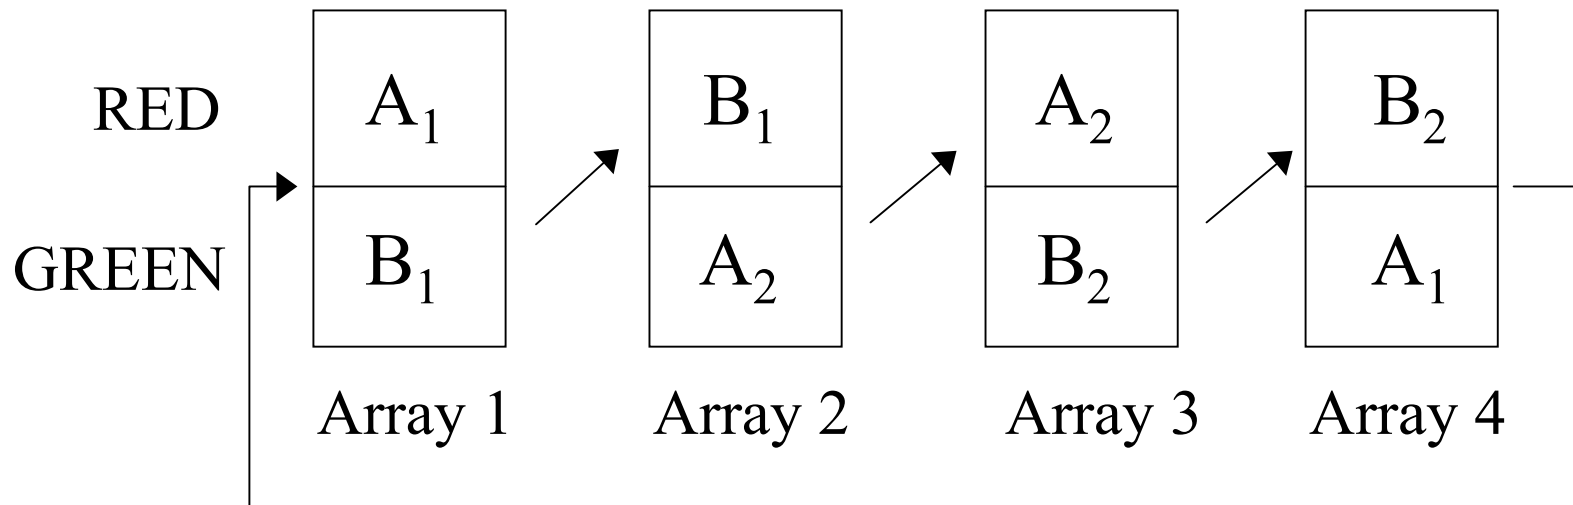 RED A₁ B₁ A₂ B₂
GREEN B₁ A₂ B₂ A₁
Array 1 Array 2 Array 3 Array 4